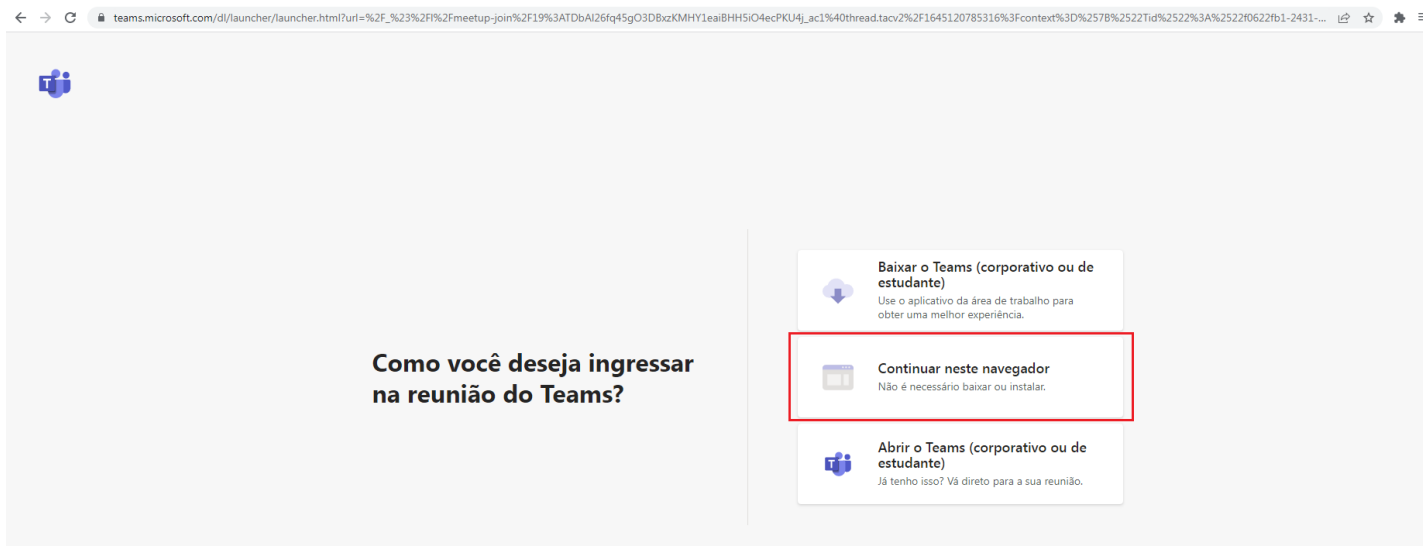 teams.microsoft.com/dl/launcher/launcher.html?url=%2F_%23%2Fl%2Fmeetup-join%2F19%3ATDbAl26fq45gO3DBxzKMHY1eaiBHH5iO4ecPKU4j_ac1%40thread.tacv2%2F1645120785316%3Fcontext%3D%257B%2522Tid%2522%3A%2522f0622fb1-2431-...
T
Baixar o Teams (corporativo ou de
estudante)
Use o aplicativo da área de trabalho para
obter uma melhor experiência.
Como você deseja ingressar
na reunião do Teams?
Continuar neste navegador
Não é necessário baixar ou instalar.
T
Abrir o Teams (corporativo ou de
estudante)
Já tenho isso? Vá direto para a sua reunião.